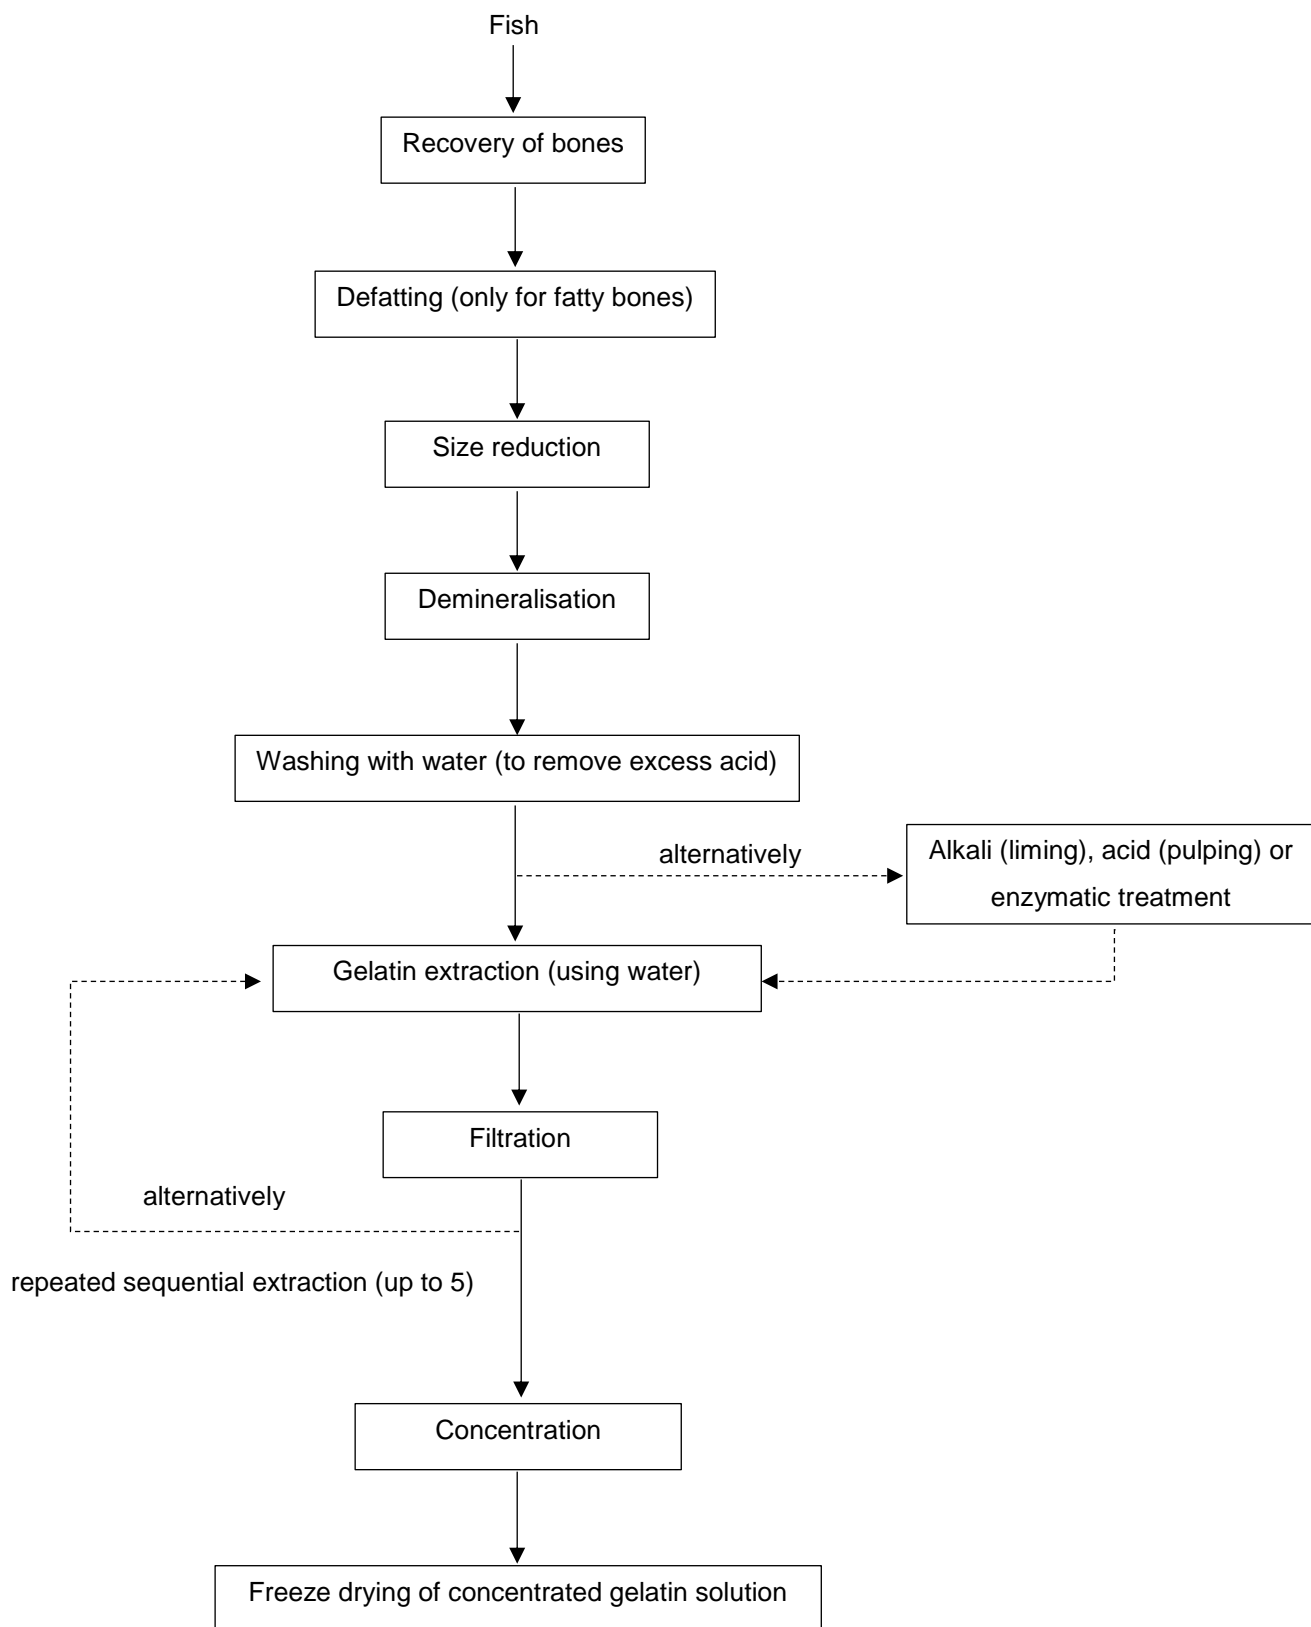 Fish
Recovery of bones
Defatting (only for fatty bones)
Size reduction
Demineralisation
Washing with water (to remove excess acid)
alternatively
Alkali (liming), acid (pulping) or
enzymatic treatment
Gelatin extraction (using water)
Filtration
alternatively
repeated sequential extraction (up to 5)
Concentration
Freeze drying of concentrated gelatin solution